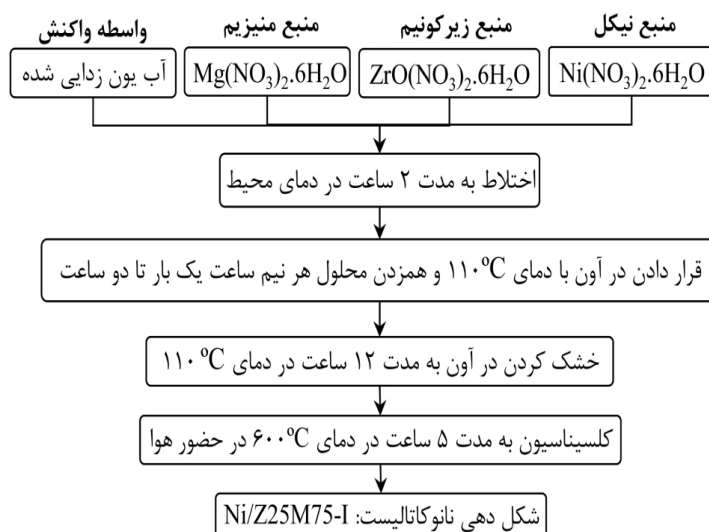 منبع نیکل
منبع زیرکونیم
منبع منیزیم
واسطه واکنش
Ni(NO3)2.6H2O
ZrO(NO3)2.6H2O
Mg(NO3)2.6H2O
آب یون زدایی شده
اختلاط به مدت ۲ ساعت در دمای محیط
قرار دادن در آون با دمای ۱۱۰°C و همزدن محلول هر نیم ساعت یک بار تا دو ساعت
خشک کردن در آون به مدت ۱۲ ساعت در دمای ۱۱۰ °C
کلسیناسیون به مدت ۵ ساعت در دمای ۶۰۰°C در حضور هوا
شکل دهی نانوکاتالیست: Ni/Z25M75-I